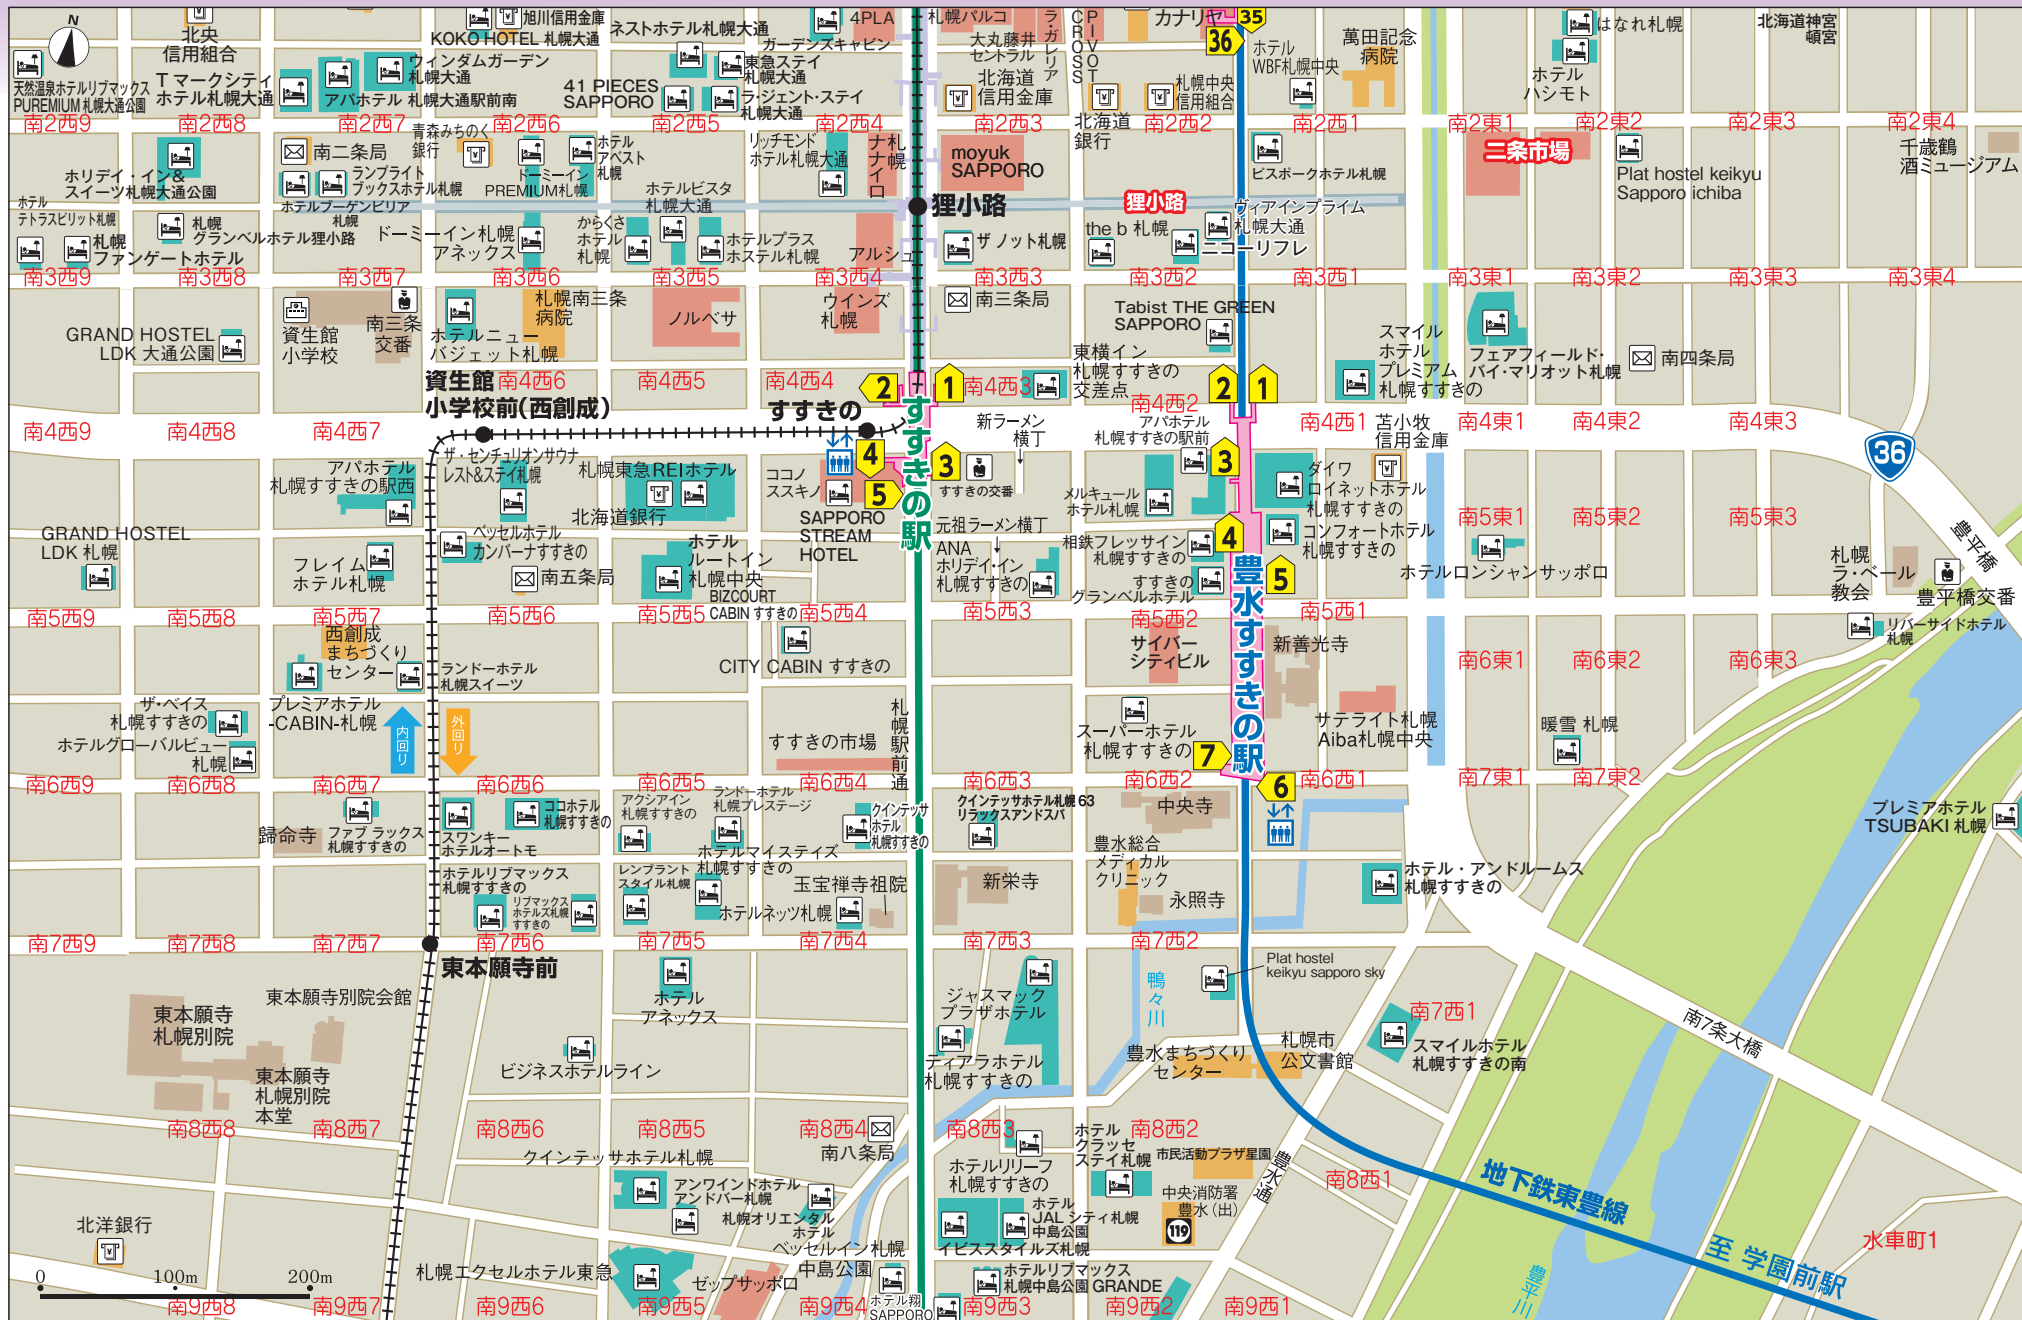 N
北央
信用組合
旭川信用金庫
KOKO HOTEL 札幌大通
ネストホテル札幌大通
4PLA
ガーデンズキャビン
札幌パルコ
大丸藤井
セントラル
ラ・ガレリア
CROSS
PIVOT
カナリヤ
35
36
ホテル
WBF札幌中央
萬田記念
病院
はなれ札幌
ホテル
ハシモト
北海道神宮
頓宮
天然温泉ホテルリブマックス
PUREMIUM 札幌大通公園
T マークシティ
ホテル札幌大通
ウィンダムガーデン
札幌大通
アパホテル 札幌大通駅前南
41 PIECES
SAPPORO
東急ステイ
札幌大通
ラ・ジェント・ステイ
札幌大通
北海道
信用金庫
札幌中央
信用組合
北海道
銀行
南2西9
南2西8
南2西7
南2西6
南2西5
南2西4
南2西3
南2西2
南2西1
南2東1
南2東2
南2東3
南2東4
南二条局
青森みちのく
銀行
ホテル
アベスト
札幌
ドーミーイン
PREMIUM札幌
リッチモンド
ホテル札幌大通
札幌
ナナイロ
moyuk
SAPPORO
ビスポークホテル札幌
二条市場
Plat hostel keikyu
Sapporo ichiba
千歳鶴
酒ミュージアム
ホリデイ・イン&
スイーツ札幌大通公園
ランプライト
ブックスホテル札幌
ホテルブーゲンビリア
札幌
ホテルビスタ
札幌大通
狸小路
狸小路
ヴィアインプライム
札幌大通
ホテル
テトラスピリット札幌
札幌
グランベルホテル狸小路
札幌
ファンゲートホテル
ドーミーイン札幌
アネックス
からくさ
ホテル
札幌
ホテルプラス
ホステル札幌
アルシュ
ザ ノット札幌
the b 札幌
ニコーリフレ
南3西9
南3西8
南3西7
南3西6
南3西5
南3西4
南3西3
南3西2
南3西1
南3東1
南3東2
南3東3
南3東4
GRAND HOSTEL
LDK 大通公園
資生館
小学校
南三条
交番
ホテルニュー
バジェット札幌
札幌南三条
病院
ノルベサ
ウインズ
札幌
南三条局
Tabist THE GREEN
SAPPORO
東横イン
札幌すすきの
交差点
スマイル
ホテル
プレミアム
札幌すすきの
フェアフィールド・
バイ・マリオット札幌
南四条局
資生館
小学校前(西創成)
南4西6
南4西5
南4西4
2
1
南4西3
南4西2
2
1
すすきの
南4西9
南4西8
南4西7
新ラーメン
横丁
アパホテル
札幌すすきの駅前
南4西1
苫小牧
信用金庫
南4東1
南4東2
南4東3
36
アパホテル
札幌すすきの駅西
ザ・センチュリオンサウナ
レスト&ステイ札幌
札幌東急REIホテル
北海道銀行
ココノ
ススキノ
4
5
3
すすきの交番
すすきの駅
SAPPORO
STREAM
HOTEL
元祖ラーメン横丁
メルキュール
ホテル札幌
3
ダイワ
ロイネットホテル
札幌すすきの
GRAND HOSTEL
LDK 札幌
フレイム
ホテル札幌
ベッセルホテル
カンパーナすすきの
南五条局
ホテル
ルートイン
札幌中央
BIZCOURT
CABIN すすきの
ANA
ホリデイ・イン
札幌すすきの
相鉄フレッサイン
札幌すすきの
すすきの
グランベルホテル
4
5
豊水すすきの駅
コンフォートホテル
札幌すすきの
南5東1
南5東2
南5東3
ホテルロンシャンサッポロ
豊平橋
札幌
ラ・ベール
教会
豊平橋交番
リバーサイドホテル
札幌
南5西9
南5西8
南5西7
南5西6
南5西5
南5西4
南5西3
南5西2
南5西1
西創成
まちづくり
センター
ランドーホテル
札幌スイーツ
CITY CABIN すすきの
サイバー
シティビル
新善光寺
南6東1
南6東2
南6東3
ザ・ベイス
札幌すすきの
プレミアホテル
-CABIN-札幌
内回り
外回り
ホテルグローバルビュー
札幌
すすきの市場
札幌駅前通
スーパーホテル
札幌すすきの
7
6
サテライト札幌
Aiba札幌中央
暖雪 札幌
南6西9
南6西8
南6西7
南6西6
南6西5
南6西4
南6西3
南6西2
南6西1
南7東1
南7東2
歸命寺
ファブ ラックス
札幌すすきの
スワンキー
ホテルオートモ
ココホテル
札幌すすきの
アクシアイン
札幌すすきの
ランドーホテル
札幌プレステージ
クインテッサ
ホテル
札幌すすきの
クインテッサホテル札幌 63
リラックスアンドスパ
中央寺
豊水総合
メディカル
クリニック
永照寺
プレミアホテル
TSUBAKI 札幌
ホテルリブマックス
札幌すすきの
リブマックス
ホテルズ札幌
すすきの
レンブラント
スタイル札幌
ホテルマイステイズ
札幌すすきの
ホテルネッツ札幌
玉宝禅寺祖院
新栄寺
ホテル・アンドルームス
札幌すすきの
南7西9
南7西8
南7西7
南7西6
南7西5
南7西4
南7西3
南7西2
東本願寺前
Plat hostel
keikyu sapporo sky
東本願寺
札幌別院
東本願寺別院会館
東本願寺
札幌別院
本堂
ホテル
アネックス
ビジネスホテルライン
ジャスマック
プラザホテル
ティアラホテル
札幌すすきの
鴨々川
豊水まちづくり
センター
札幌市
公文書館
南7西1
スマイルホテル
札幌すすきの南
南7条大橋
南8西8
南8西7
南8西6
南8西5
南8西4
南8西3
南8西2
南8西1
南八条局
クインテッサホテル札幌
アンワインドホテル
アンドバー札幌
札幌オリエンタル
ホテル
ホテルリリーフ
札幌すすきの
ホテル
クラッセ
ステイ札幌
市民活動プラザ星園
中央消防署
豊水(出)
119
豊水通
ホテル
JAL シティ札幌
中島公園
イビススタイルズ札幌
地下鉄東豊線
至 学園前駅
水車町1
豊平川
北洋銀行
札幌エクセルホテル東急
ゼップサッポロ
ベッセルイン札幌
中島公園
ホテルリブマックス
札幌中島公園 GRANDE
ホテル翔
SAPPORO
0
100m
200m
南9西8
南9西7
南9西6
南9西5
南9西4
南9西3
南9西2
南9西1